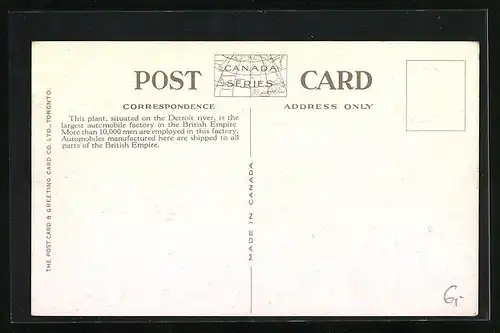 POST CANADA SERIES CARD
CORRESPONDENCE ADDRESS ONLY
This plant, situated on the Detroit river, is the
largest automobile factory in the British Empire
More than 10,000 men are employed in this factory.
Automobiles manufactured here are shipped to all
parts of the British Empire.
THE POSTCARD & GREETING CARD CO. LTD., TORONTO.
MADE IN CANADA
6,-